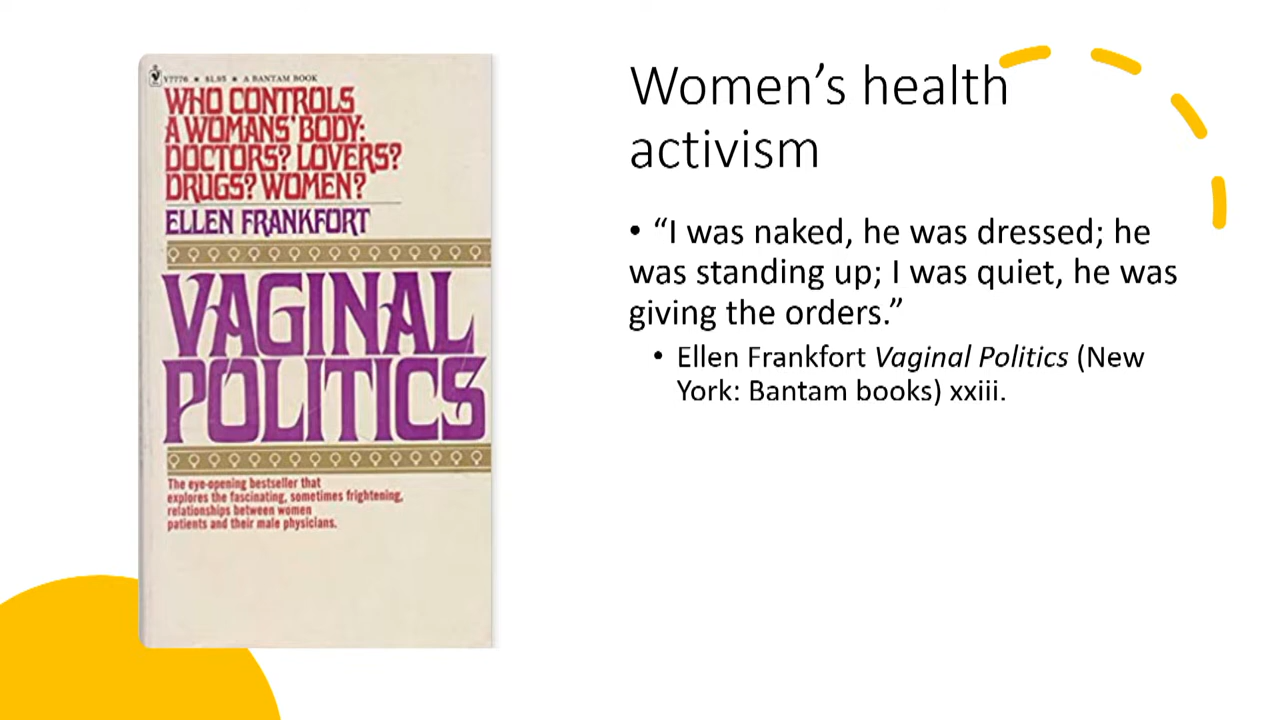 Y7776 ★ $1.95 ★ A BANTAM BOOK
WHO CONTROLS
A WOMANS' BODY:
DOCTORS? LOVERS?
DRUGS? WOMEN?
ELLEN FRANKFORT
VAGINAL
POLITICS
The eye-opening bestseller that
explores the fascinating, sometimes frightening,
relationships between women
patients and their male physicians.
Women’s health
activism
• “I was naked, he was dressed; he
was standing up; I was quiet, he was
giving the orders.”
• Ellen Frankfort Vaginal Politics (New
York: Bantam books) xxiii.